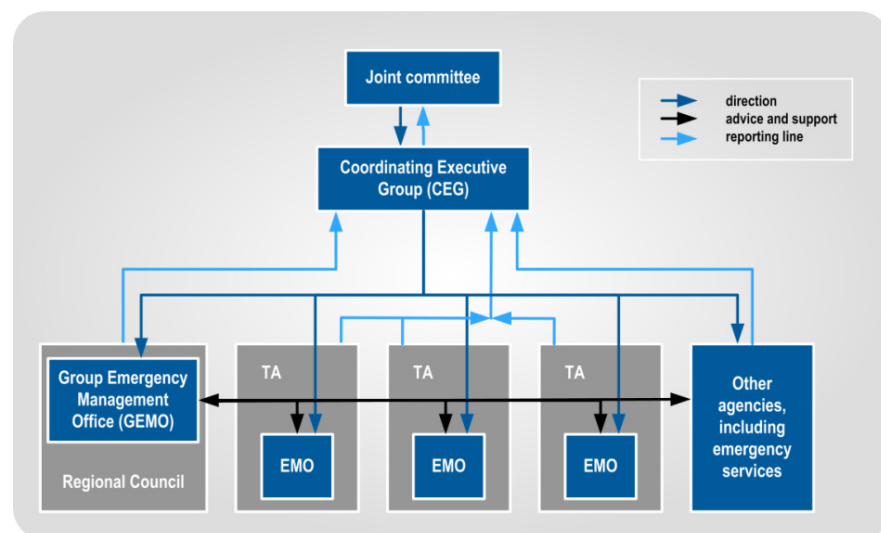 Joint committee
direction
advice and support
reporting line
Coordinating Executive
Group (CEG)
Group Emergency
Management
Office (GEMO)
Regional Council
TA
EMO
TA
EMO
TA
EMO
Other
agencies,
including
emergency
services